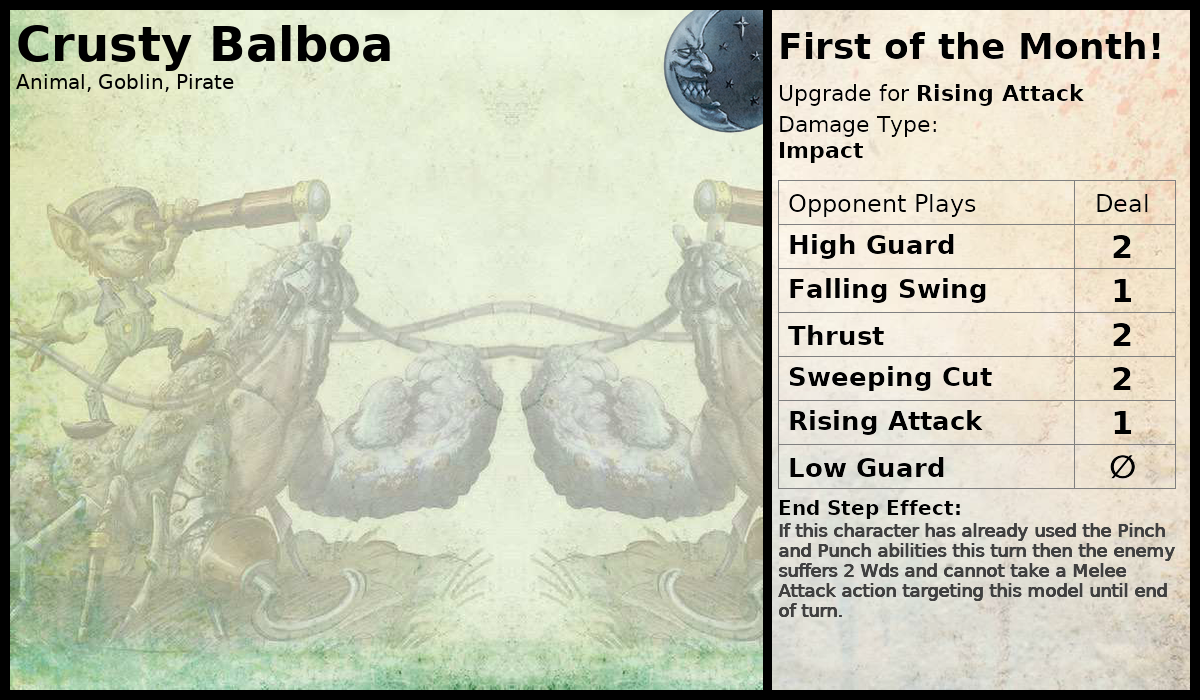 Crusty Balboa
Animal, Goblin, Pirate
First of the Month!
Upgrade for Rising Attack
Damage Type:
Impact
Opponent Plays Deal
High Guard 2
Falling Swing 1
Thrust 2
Sweeping Cut 2
Rising Attack 1
Low Guard ∅
End Step Effect:
If this character has already used the Pinch
and Punch abilities this turn then the enemy
suffers 2 Wds and cannot take a Melee
Attack action targeting this model until end
of turn.